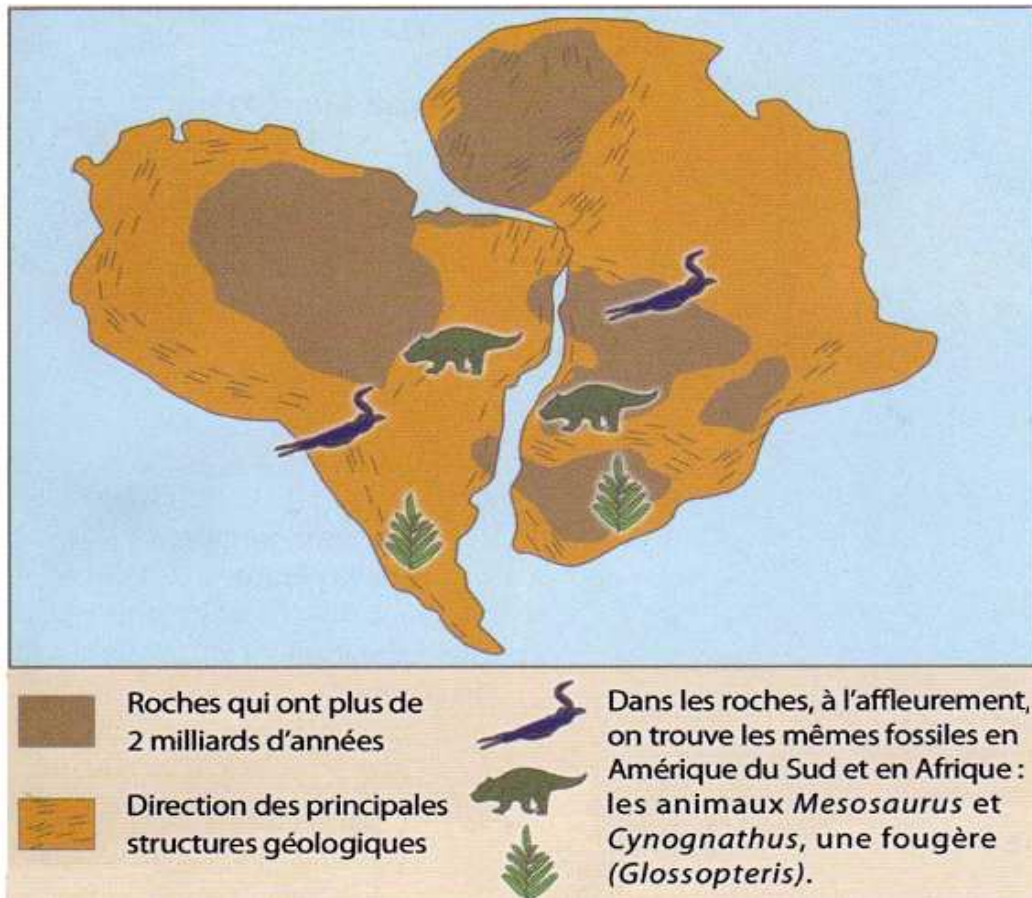 Roches qui ont plus de
2 milliards d'années
Direction des principales
structures géologiques
Dans les roches, à l'affleurement,
on trouve les mêmes fossiles en
Amérique du Sud et en Afrique :
les animaux Mesosaurus et
Cynognathus, une fougère
(Glossopteris).